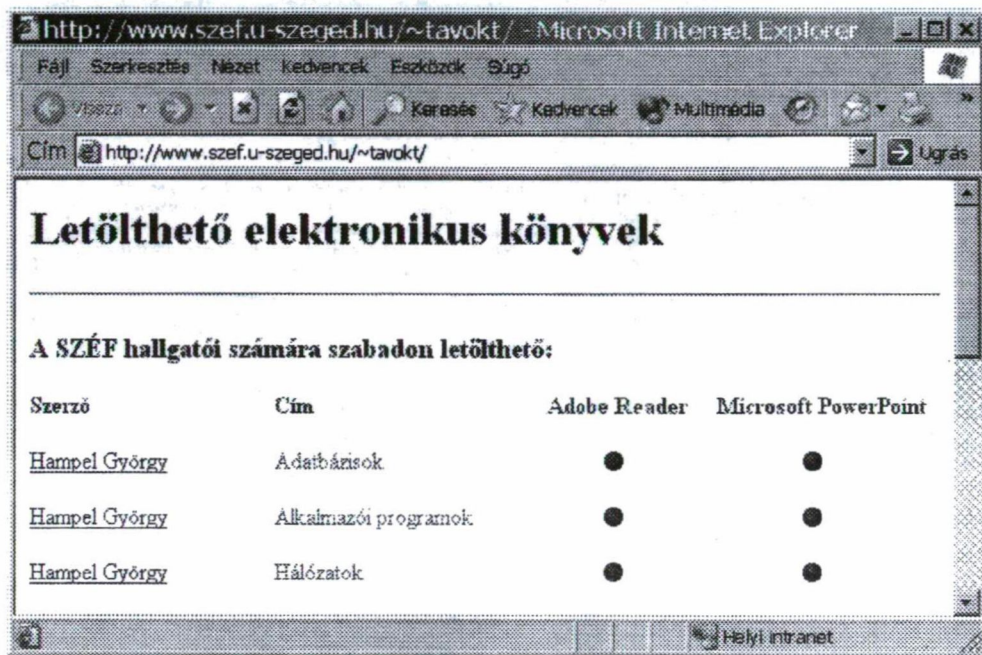 http://www.szef.u-szeged.hu/~tavokt/ - Microsoft Internet Explorer
Fájl Szerkesztés Nézet Kedvencek Eszközök Súgó
Vissza Keresés Kedvencek Multimédia
Cím http://www.szef.u-szeged.hu/~tavokt/ Ugrás
Letölthető elektronikus könyvek
A SZÉF hallgatói számára szabadon letölthető:
Szerző Cím Adobe Reader Microsoft PowerPoint
Hampel György Adatbázisok
Hampel György Alkalmazói programok
Hampel György Hálózatok
Helyi intranet